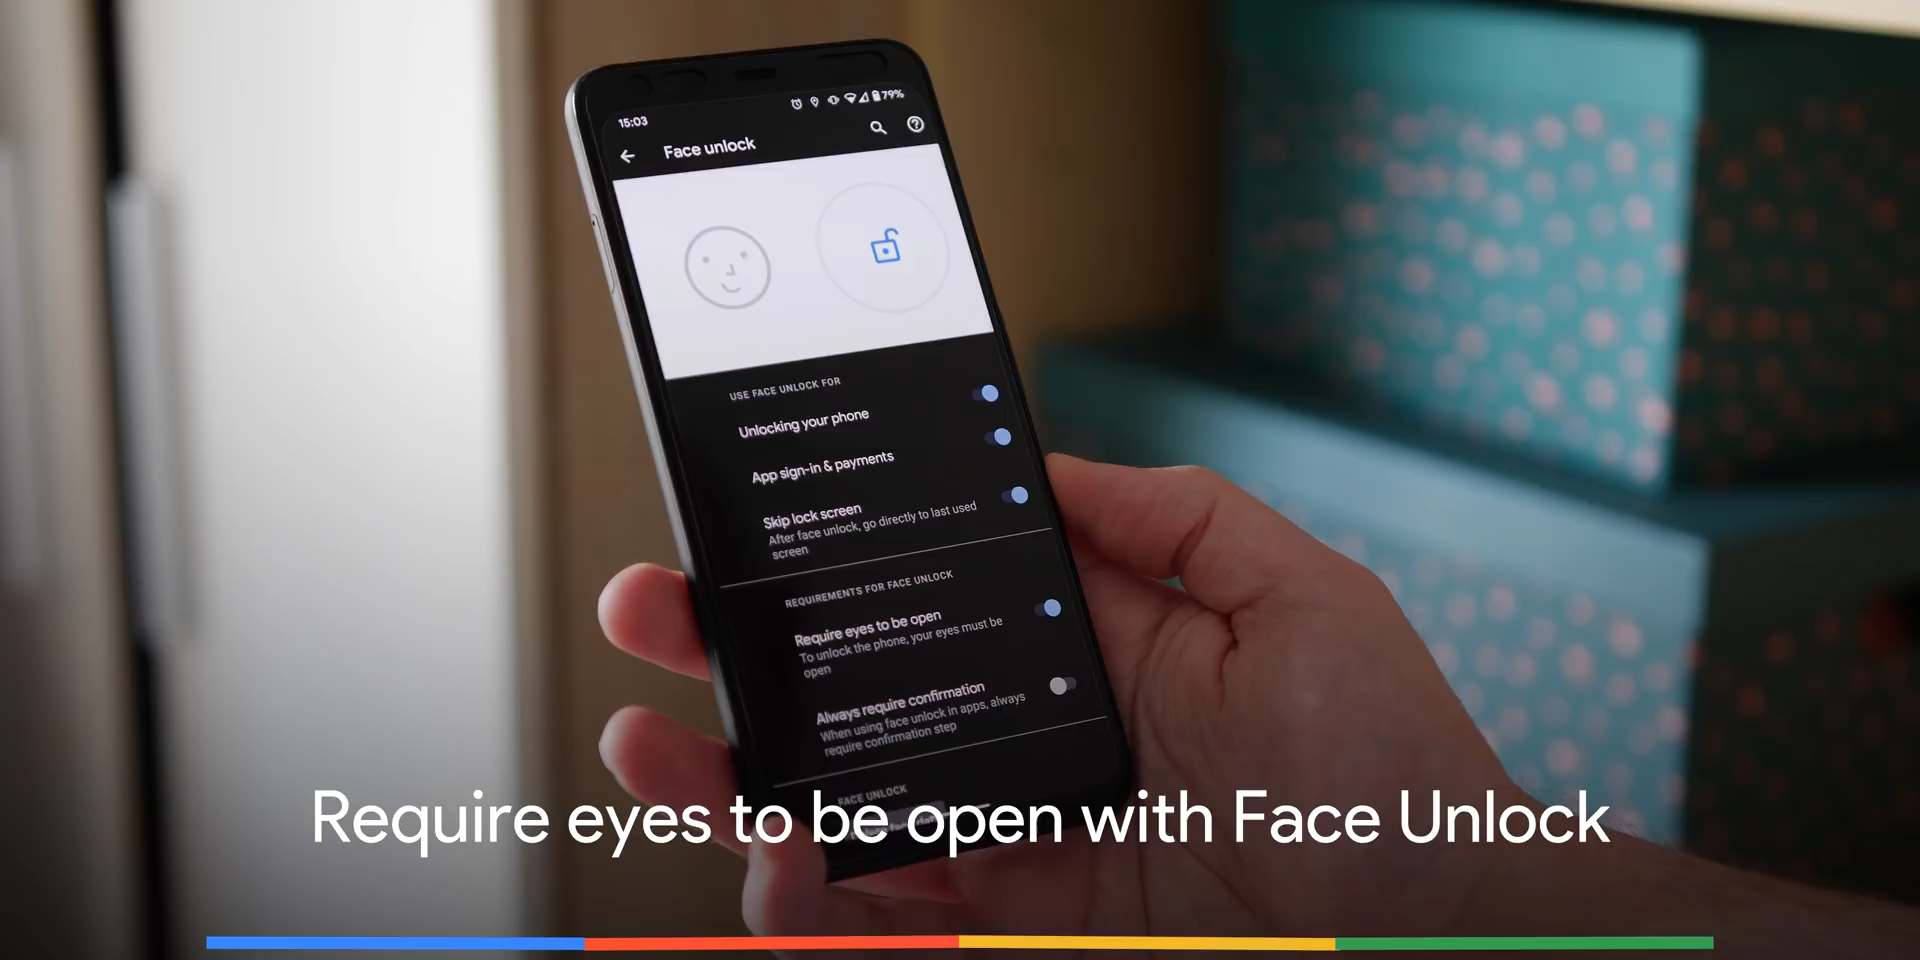 15:03
79%
Face unlock
USE FACE UNLOCK FOR
Unlocking your phone
App sign-in & payments
Skip lock screen
After face unlock, go directly to last used
screen
REQUIREMENTS FOR FACE UNLOCK
Require eyes to be open
To unlock the phone, your eyes must be
open
Always require confirmation
When using face unlock in apps, always
require confirmation step
FACE UNLOCK
Require eyes to be open with Face Unlock